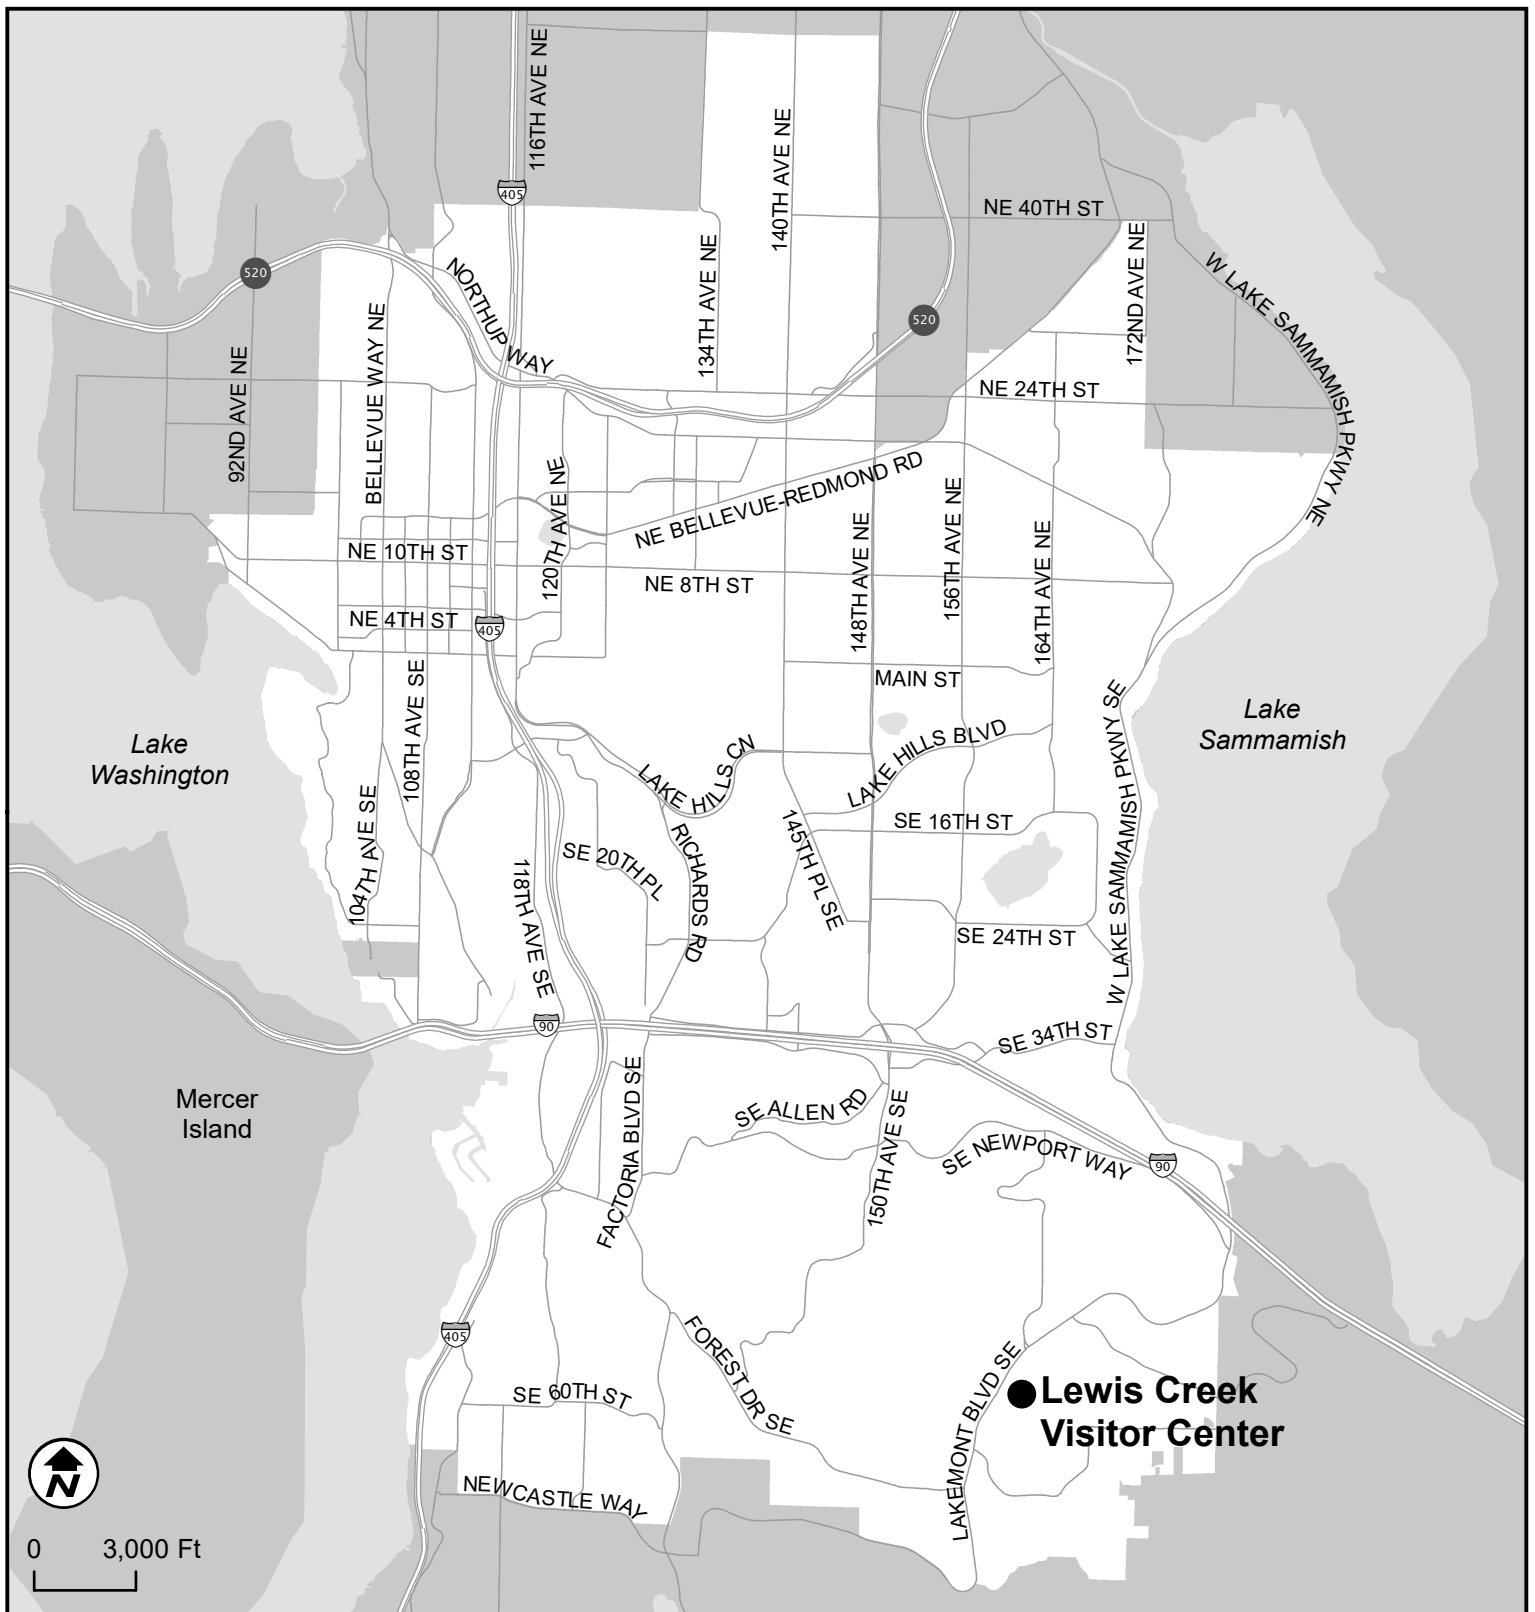 116TH AVE NE
405
140TH AVE NE
NE 40TH ST
134TH AVE NE
172ND AVE NE
W LAKE SAMMAMISH PKWY NE
520
NORTHUP WAY
520
BELLEVUE WAY NE
92ND AVE NE
NE 24TH ST
NE BELLEVUE-REDMOND RD
120TH AVE NE
148TH AVE NE
156TH AVE NE
164TH AVE NE
NE 10TH ST
NE 8TH ST
NE 4TH ST
405
108TH AVE SE
MAIN ST
W LAKE SAMMAMISH PKWY SE
Lake
Sammamish
Lake
Washington
LAKE HILLS CN
LAKE HILLS BLVD
104TH AVE SE
SE 16TH ST
145TH PL SE
RICHARDS RD
SE 20TH PL
118TH AVE SE
SE 24TH ST
90
SE 34TH ST
Mercer
Island
FACTORIA BLVD SE
SE ALLEN RD
150TH AVE SE
SE NEWPORT WAY
90
405
FOREST DR SE
LAKEMONT BLVD SE
Lewis Creek
Visitor Center
SE 60TH ST
NEWCASTLE WAY
N
0 3,000 Ft